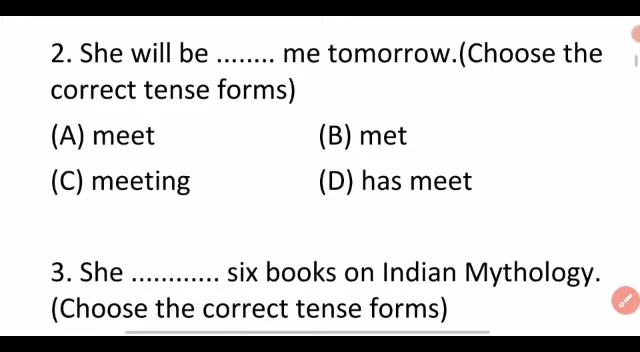 2. She will be ........ me tomorrow.(Choose the
correct tense forms)
(A) meet (B) met
(C) meeting (D) has meet
3. She ............ six books on Indian Mythology.
(Choose the correct tense forms)